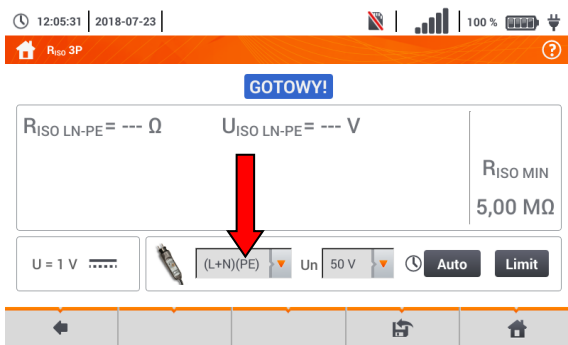 12:05:31 2018-07-23 100 %
RISO 3P ?
GOTOWY!
RISO LN-PE= --- Ω UISO LN-PE= --- V
RISO MIN
5,00 MΩ
U = 1 V (L+N)(PE) Un 50 V Auto Limit